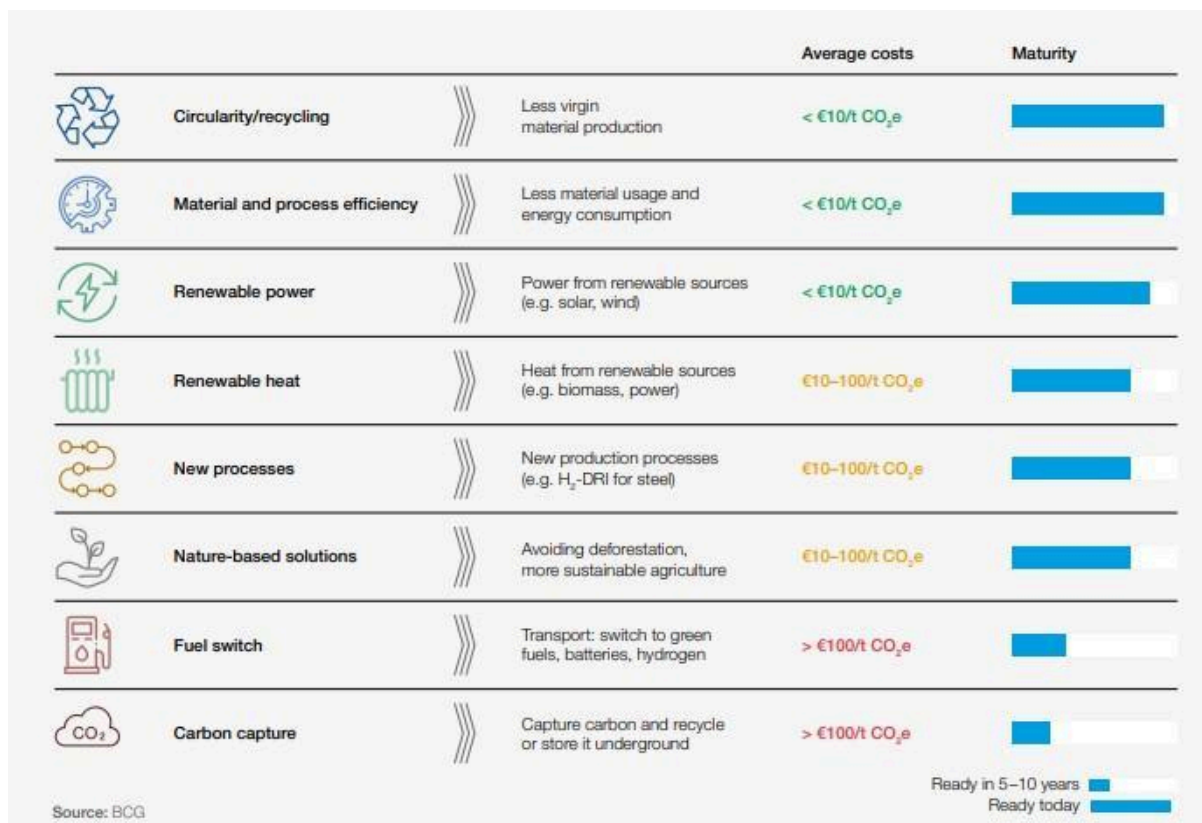 Average costs Maturity
Circularity/recycling Less virgin
material production < €10/t CO₂e
Material and process efficiency Less material usage and
energy consumption < €10/t CO₂e
Renewable power Power from renewable sources
(e.g. solar, wind) < €10/t CO₂e
Renewable heat Heat from renewable sources
(e.g. biomass, power) €10–100/t CO₂e
New processes New production processes
(e.g. H₂-DRI for steel) €10–100/t CO₂e
Nature-based solutions Avoiding deforestation,
more sustainable agriculture €10–100/t CO₂e
Fuel switch Transport: switch to green
fuels, batteries, hydrogen > €100/t CO₂e
CO₂ Carbon capture Capture carbon and recycle
or store it underground > €100/t CO₂e
Ready in 5–10 years
Ready today
Source: BCG